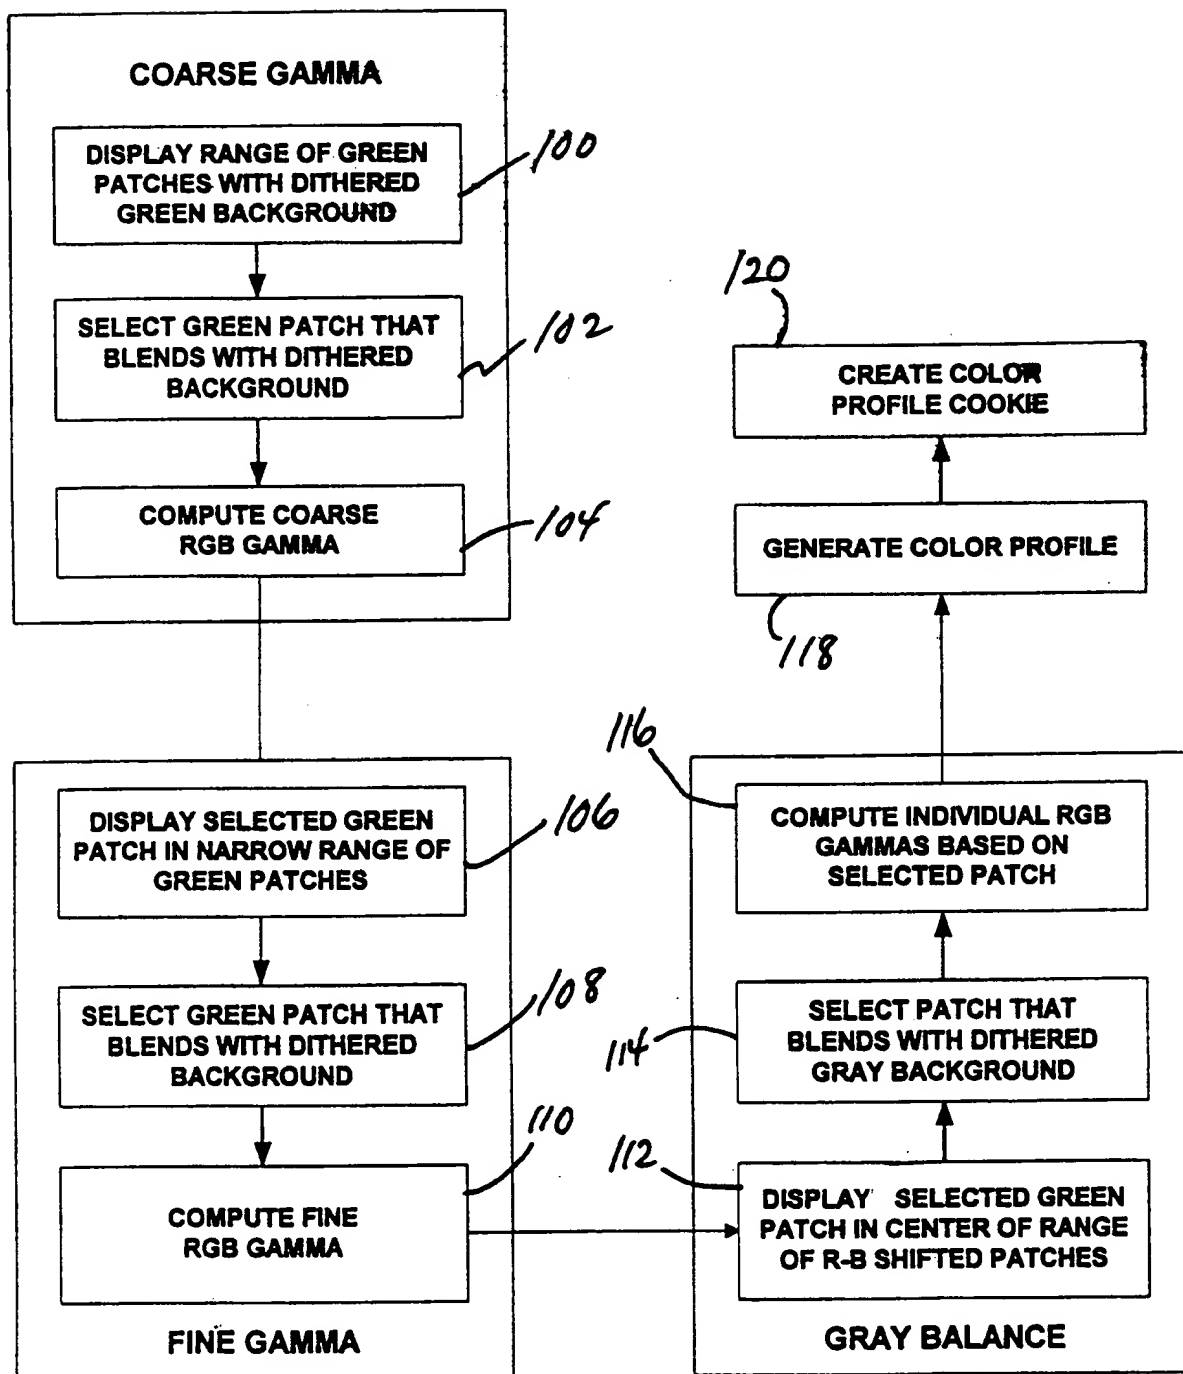 COARSE GAMMA
DISPLAY RANGE OF GREEN
PATCHES WITH DITHERED
GREEN BACKGROUND
100
SELECT GREEN PATCH THAT
BLENDS WITH DITHERED
BACKGROUND
102
COMPUTE COARSE
RGB GAMMA
104
DISPLAY SELECTED GREEN
PATCH IN NARROW RANGE OF
GREEN PATCHES
106
SELECT GREEN PATCH THAT
BLENDS WITH DITHERED
BACKGROUND
108
COMPUTE FINE
RGB GAMMA
110
FINE GAMMA
120
CREATE COLOR
PROFILE COOKIE
GENERATE COLOR PROFILE
118
116
COMPUTE INDIVIDUAL RGB
GAMMAS BASED ON
SELECTED PATCH
SELECT PATCH THAT
BLENDS WITH DITHERED
GRAY BACKGROUND
114
112
DISPLAY SELECTED GREEN
PATCH IN CENTER OF RANGE
OF R-B SHIFTED PATCHES
GRAY BALANCE